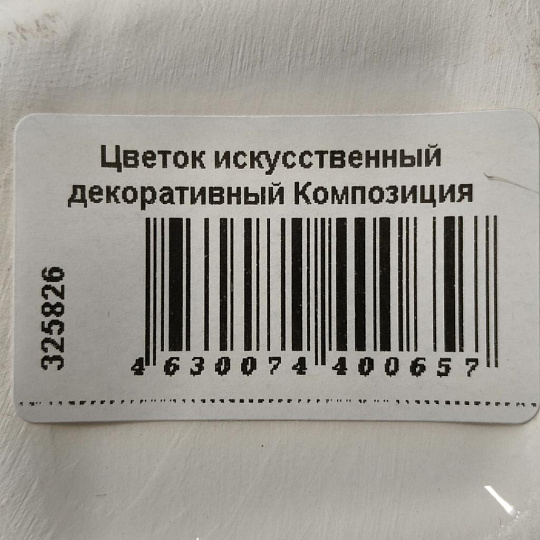 Цветок искусственный
декоративный Композиция
325826
4 630074 400657